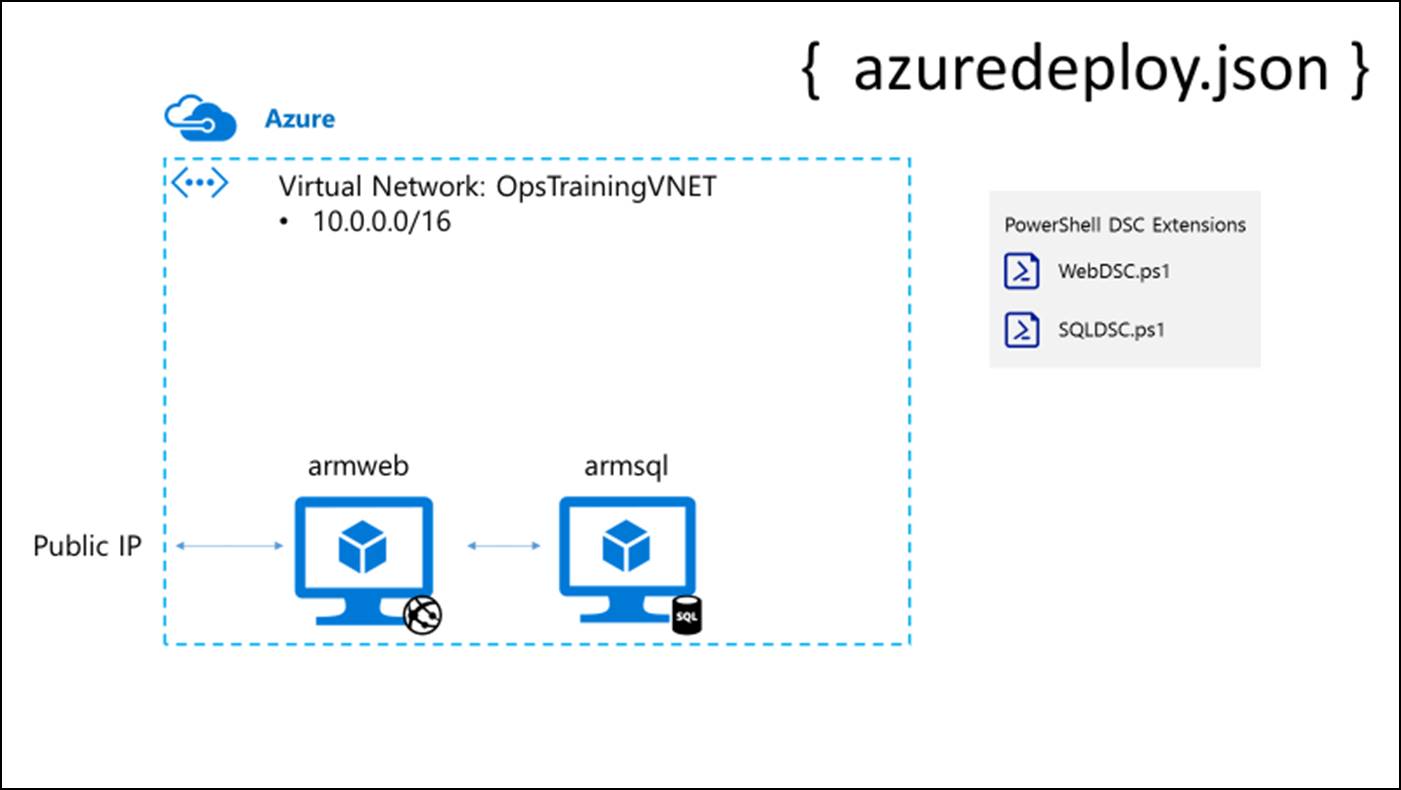 { azuredeploy.json }
Azure
Virtual Network: OpsTrainingVNET
• 10.0.0.0/16
PowerShell DSC Extensions
WebDSC.ps1
SQLDSC.ps1
armweb
armsql
Public IP
SQL